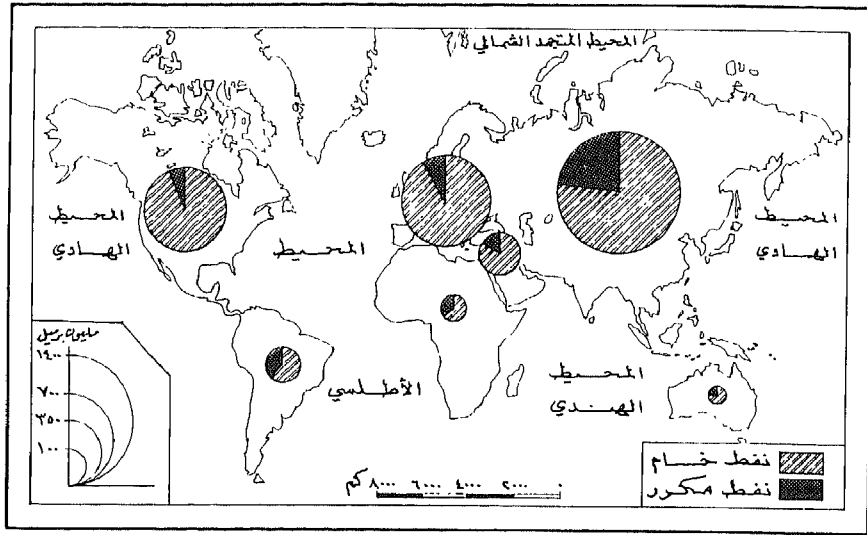 المحيط المتجمد الشمالي
المحيط
الهادي
المحيط
المحيط
الهادي
الأطلسي
المحيط
الهندي
مليون برميل
١٤٠٠
٧٠٠
٣٥٠
١٠٠
٨٠٠٠ كم ٦٠٠٠ ٤٠٠٠ ٢٠٠٠ ٠
نفط خام
نفط مكرر